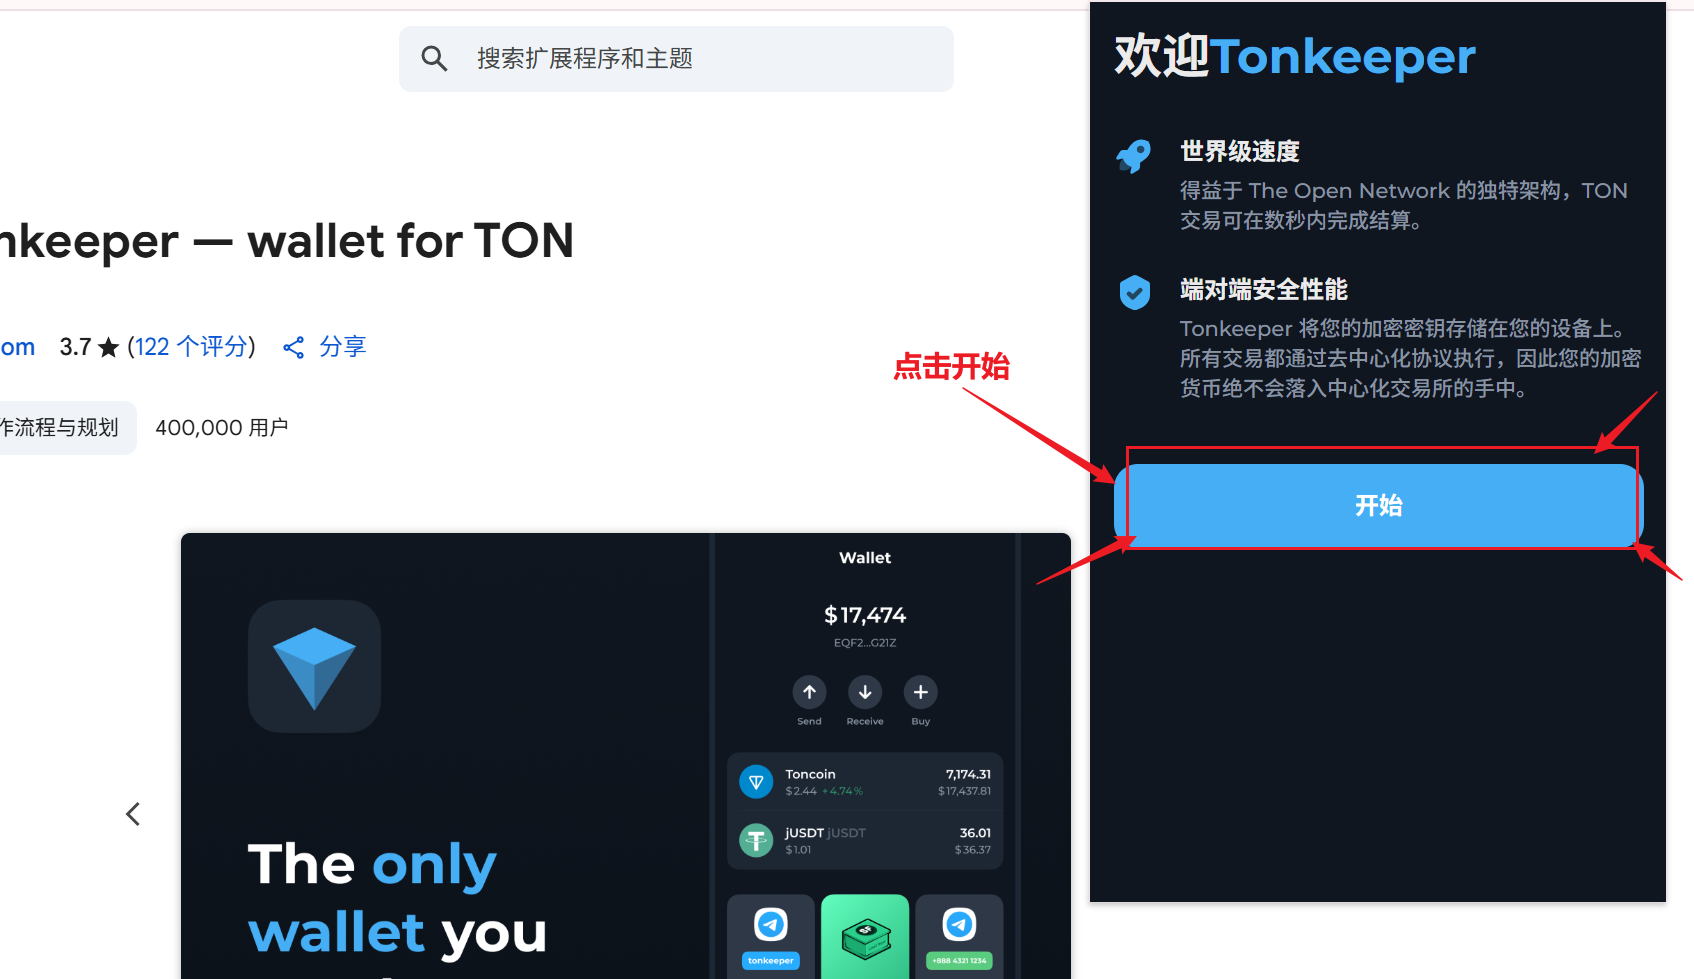 搜索扩展程序和主题
nkeeper — wallet for TON
om 3.7 ★ (122 个评分) 分享
作流程与规划 400,000 用户
点击开始
欢迎Tonkeeper
世界级速度
得益于 The Open Network 的独特架构，TON
交易可在数秒内完成结算。
端对端安全性能
Tonkeeper 将您的加密密钥存储在您的设备上。
所有交易都通过去中心化协议执行，因此您的加密
货币绝不会落入中心化交易所的手中。
开始
The only
wallet you
Wallet
$17,474
EQF2...G21Z
Send Receive Buy
Toncoin 7,174.31
$2.44 +4.74% $17,437.81
jUSDT jUSDT 36.01
$1.01 $36.37
tonkeeper +888 4321 1234